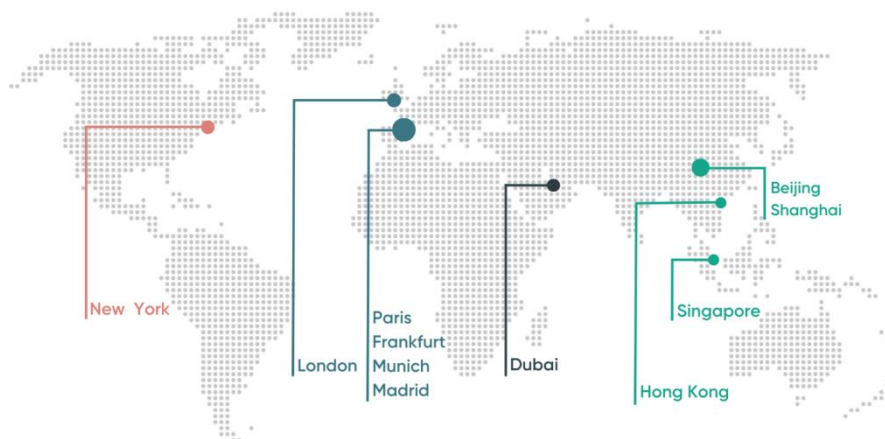 New York
London
Paris
Frankfurt
Munich
Madrid
Dubai
Beijing
Shanghai
Singapore
Hong Kong